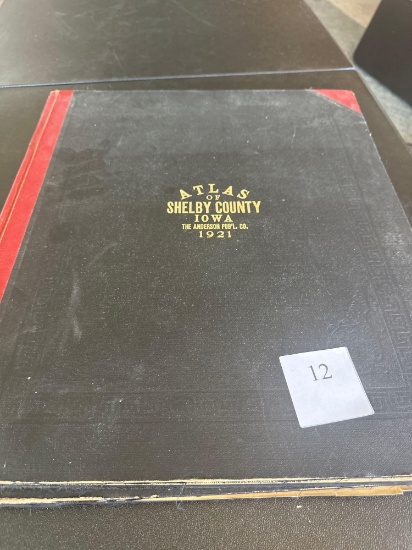 ATLAS
OF
SHELBY COUNTY
IOWA
THE ANDERSON PUB'L. CO.
1921
12